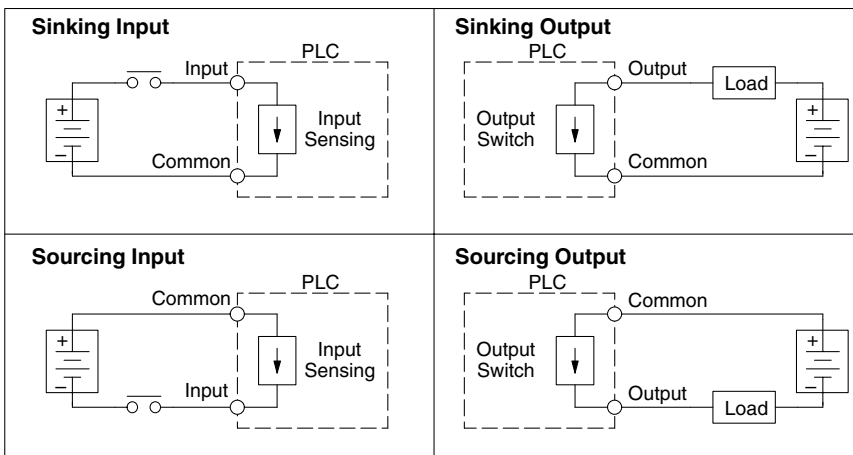 Sinking Input
PLC
Input
+
Input
Sensing
–
Common
Sinking Output
PLC
Output
Load
+
Output
Switch
–
Common
Sourcing Input
PLC
Common
+
Input
Sensing
–
Input
Sourcing Output
PLC
Common
+
Output
Switch
–
Output
Load